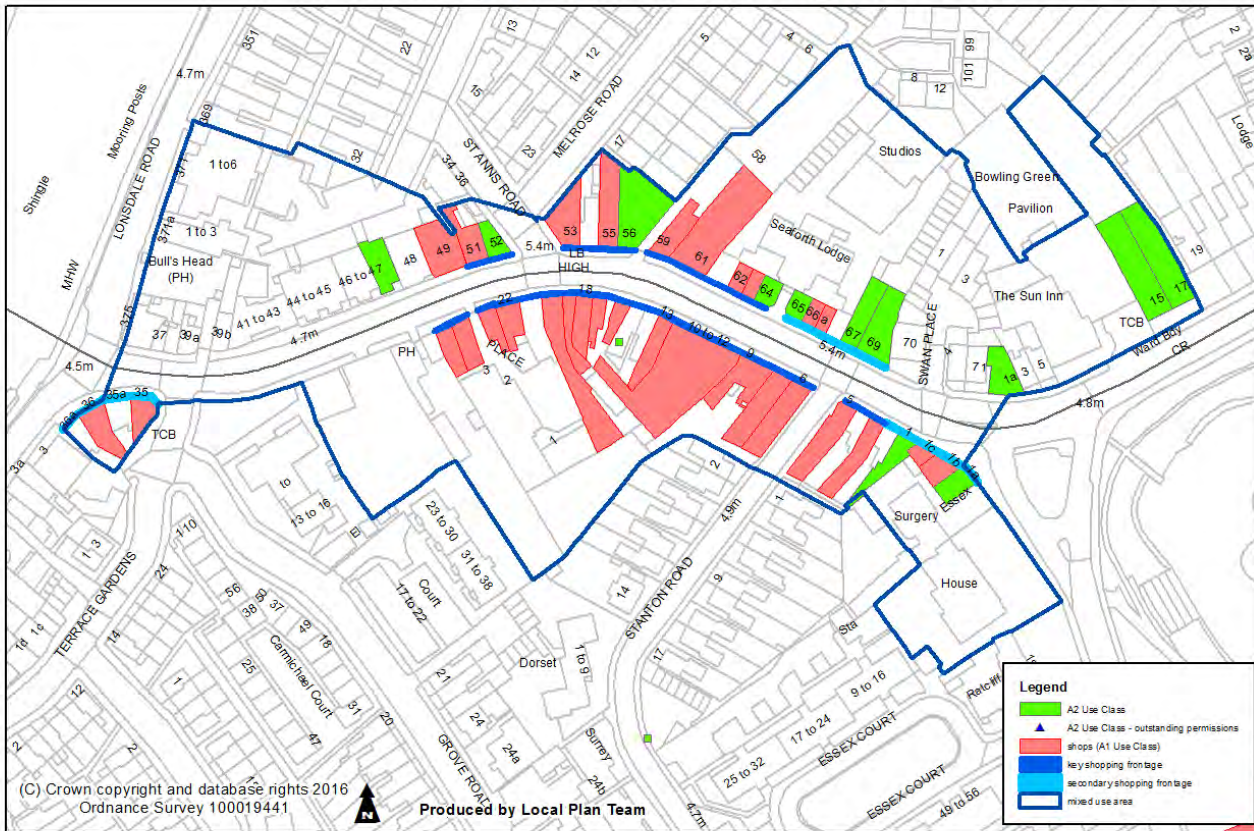 351
22
13
15
14
12
5
4
6
99
101
8
12
2
2a
Lodge
4.7m
Mooring Posts
Shingle
MHW
LONSDALE ROAD
369
371
371a
375
1 to6
1 to 3
Bull's Head
(PH)
32
34
36
ST ANNS ROAD
23
MELROSE ROAD
17
58
Studios
Bowling Green
Pavilion
Seaforth Lodge
The Sun Inn
19
15
17
TCB
Ward Bdy
CR
37
39a
39b
41 to 43
44 to 45
46 to 47
48
49
51
52
5.4m
53
LB
HIGH
55
56
59
61
62
64
65
66a
67
69
70
SWAN PLACE
1
3
4
71
1a
3
5
4.8m
5.4m
4.5m
4.7m
36a
36
35a
35
TCB
3
3a
PH
22
PLACE
3
2
1
18
13
10 to 12
9
6
5
1
1c
1b
1a
Essex
Surgery
House
2
1
4.9m
STANTON ROAD
14
9
17
to
13 to 16
El
23 to 30
31 to 38
Court
17 to 22
110
1
3
24
TERRACE GARDENS
14
1d
1c
12
2
2
56
50
38
37
49
18
25
1
Carmichael Court
31
47
20
21
24
24a
24b
GROVE ROAD
Dorset
1 to 9
Surrey
4.7m
Sta
9 to 16
17 to 24
25 to 32
ESSEX COURT
ESSEX COURT
49 to 56
Ratcliff
Legend
A2 Use Class
A2 Use Class - outstanding permissions
shops (A1 Use Class)
key shopping frontage
secondary shopping frontage
mixed use area
(C) Crown copyright and database rights 2016
Ordnance Survey 100019441
N
Produced by Local Plan Team